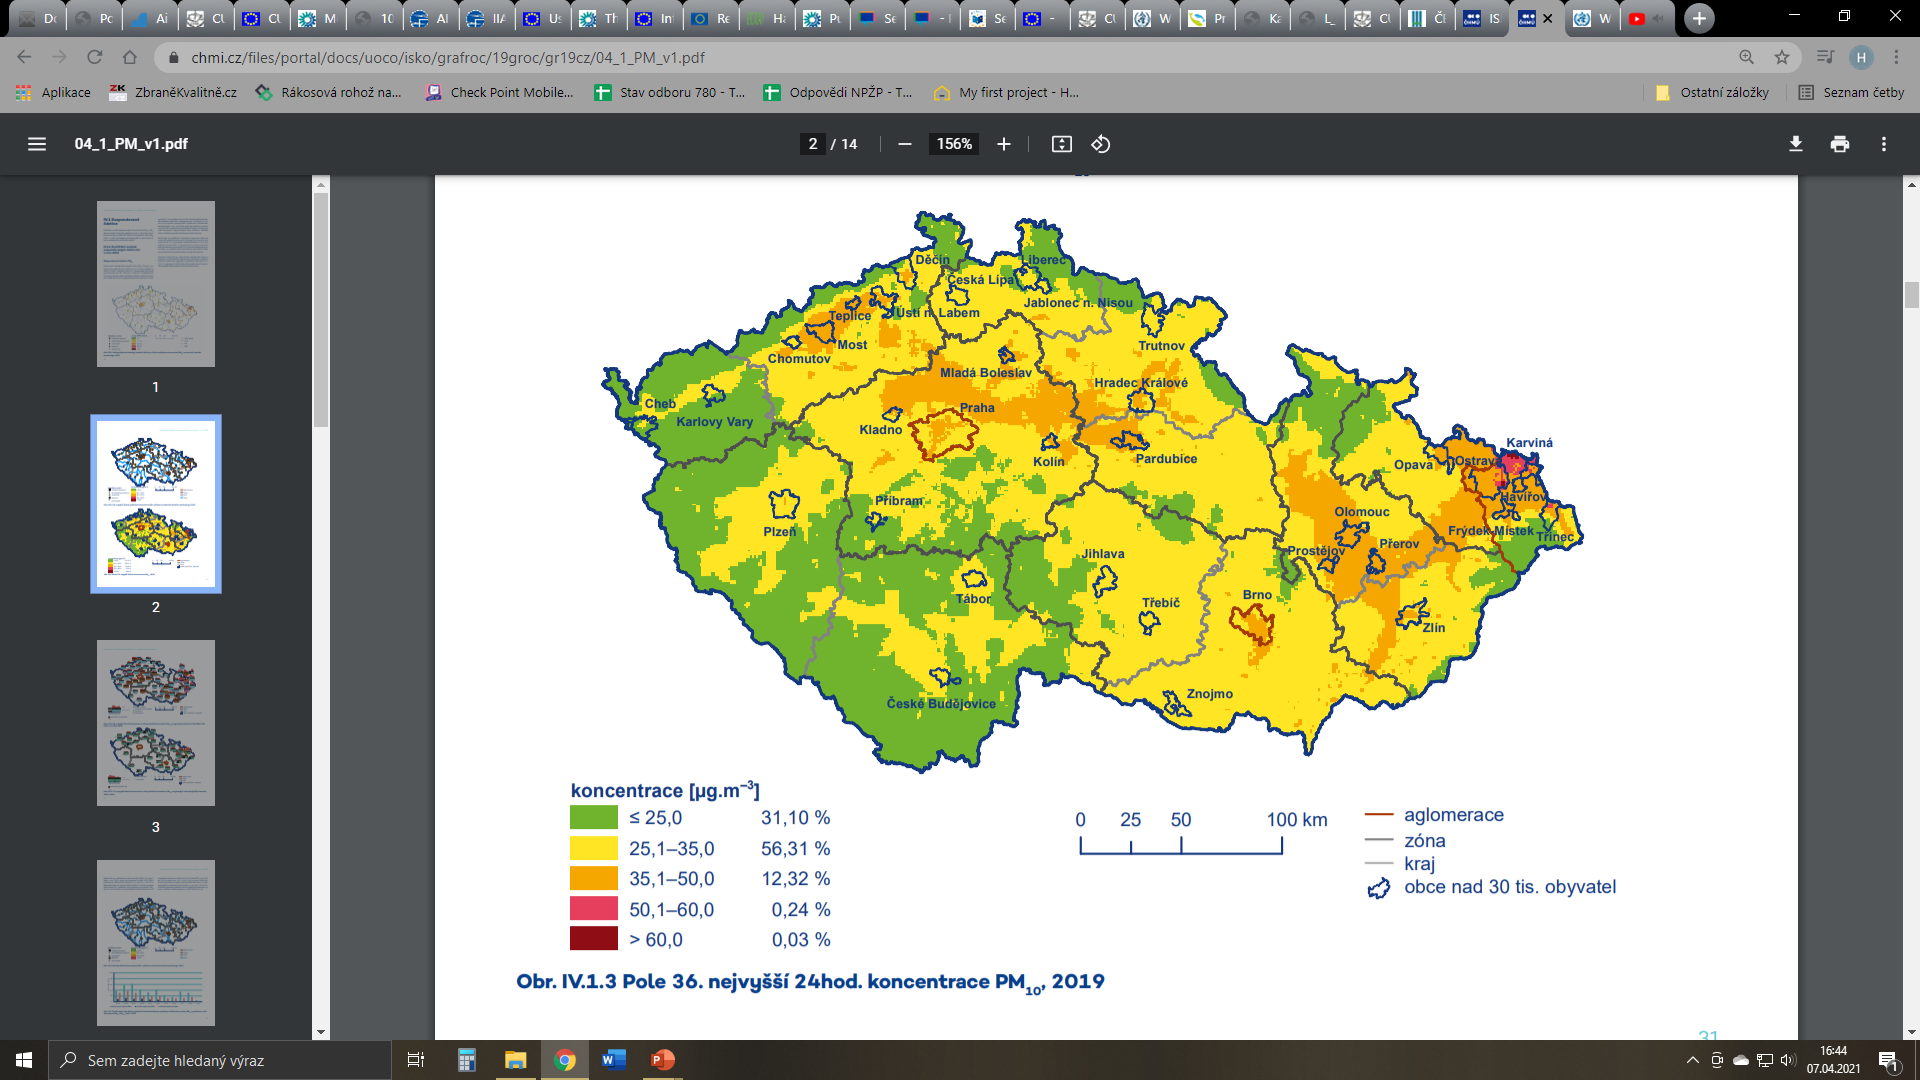 chmi.cz/files/portal/docs/uoco/isko/grafroc/19groc/gr19cz/04_1_PM_v1.pdf
Aplikace
ZbraněKvalitně.cz
Rákosová rohož na...
Check Point Mobile...
Stav odboru 780 - T...
Odpovědi NPŽP - T...
My first project - H...
Ostatní záložky
Seznam četby
04_1_PM_v1.pdf
2 / 14
156%
1
2
3
Děčín
Liberec
Česká Lípa
Jablonec n. Nisou
Teplice
Ústí n. Labem
Most
Trutnov
Chomutov
Mladá Boleslav
Hradec Králové
Cheb
Praha
Karlovy Vary
Kladno
Kolín
Pardubice
Karviná
Opava
Ostrava
Havířov
Příbram
Plzeň
Olomouc
Frýdek-Místek
Třinec
Jihlava
Prostějov
Přerov
Tábor
Třebíč
Brno
Zlín
České Budějovice
Znojmo
koncentrace [µg.m⁻³]
≤ 25,0 31,10 %
25,1–35,0 56,31 %
35,1–50,0 12,32 %
50,1–60,0 0,24 %
> 60,0 0,03 %
0 25 50 100 km
aglomerace
zóna
kraj
obce nad 30 tis. obyvatel
Obr. IV.1.3 Pole 36. nejvyšší 24hod. koncentrace PM₁₀, 2019
31
Sem zadejte hledaný výraz
16:44
07.04.2021